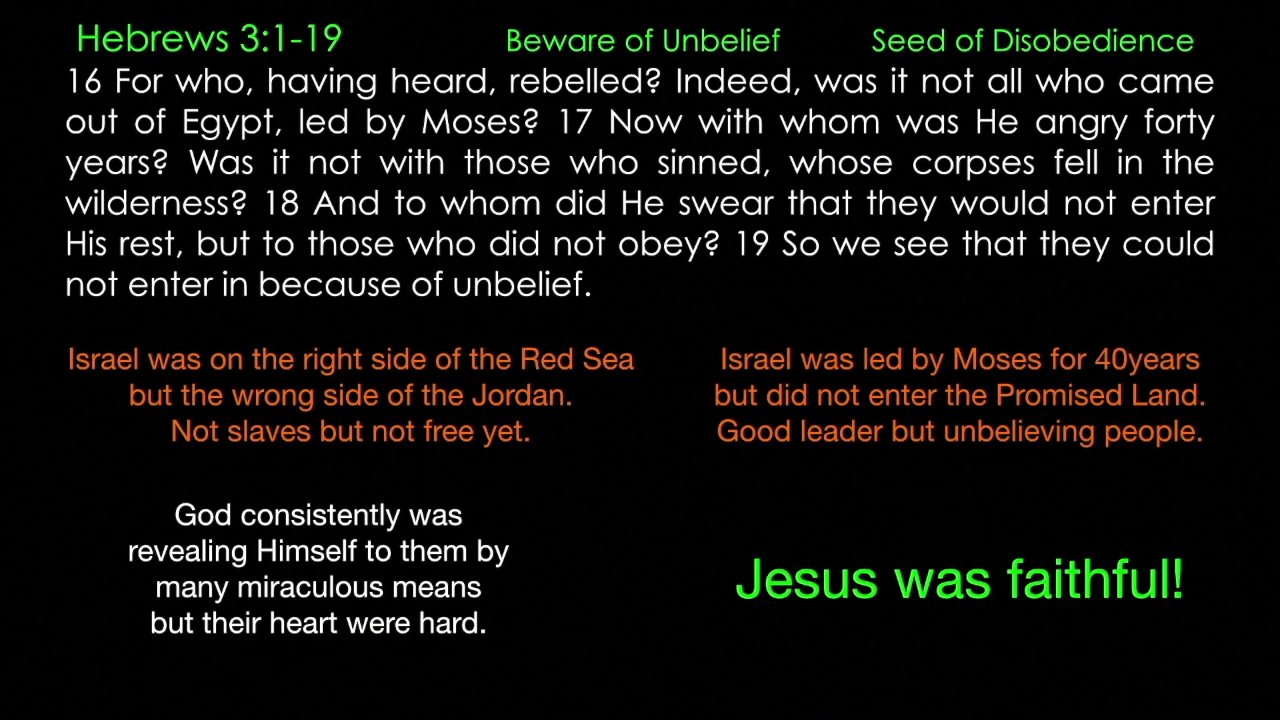 Hebrews 3:1-19 Beware of Unbelief Seed of Disobedience
16 For who, having heard, rebelled? Indeed, was it not all who came
out of Egypt, led by Moses? 17 Now with whom was He angry forty
years? Was it not with those who sinned, whose corpses fell in the
wilderness? 18 And to whom did He swear that they would not enter
His rest, but to those who did not obey? 19 So we see that they could
not enter in because of unbelief.
Israel was on the right side of the Red Sea
but the wrong side of the Jordan.
Not slaves but not free yet.
Israel was led by Moses for 40years
but did not enter the Promised Land.
Good leader but unbelieving people.
God consistently was
revealing Himself to them by
many miraculous means
but their heart were hard.
Jesus was faithful!